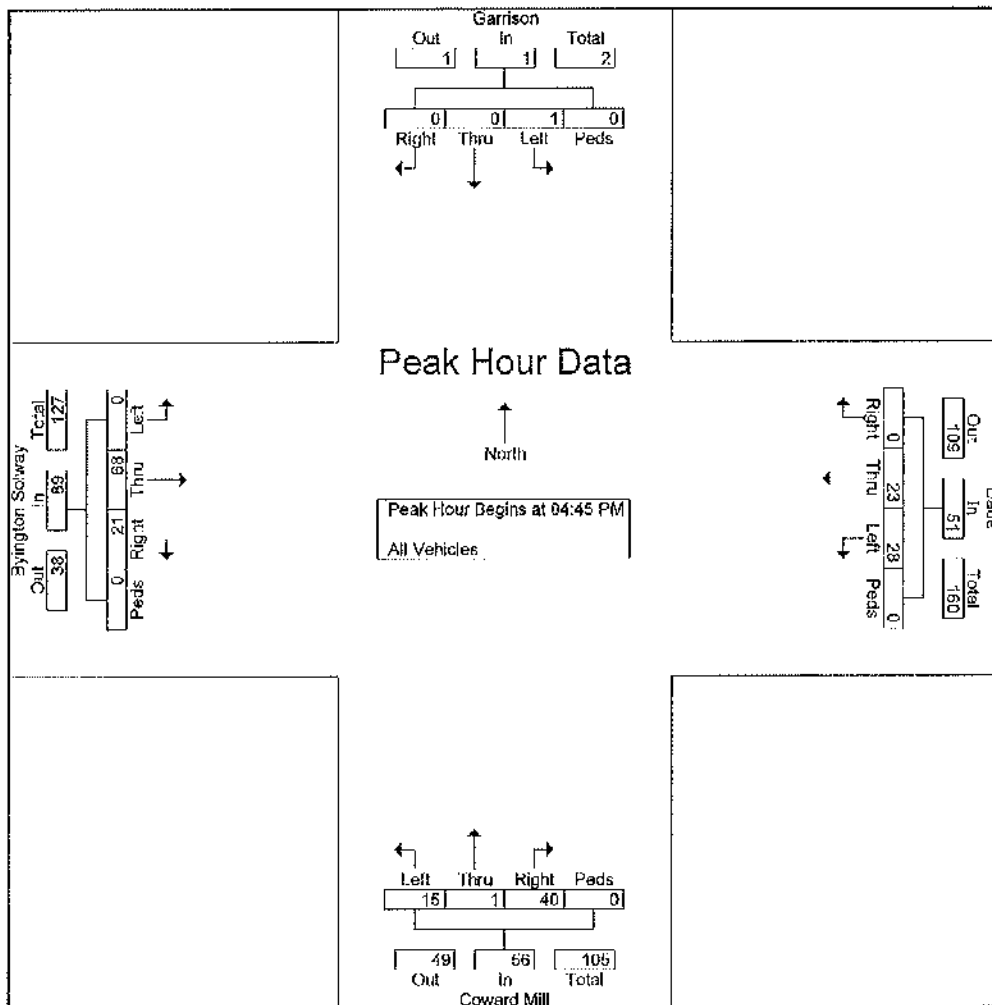 Garrison
Out In Total
1 1 2
0 0 1 0
Right Thru Left Peds
Peak Hour Data
North
Peak Hour Begins at 04:45 PM
All Vehicles
Byington Solway
Out In Total
38 89 127
0 68 21 0
Left Thru Right Peds
Out In Total
109 51 160
Right Thru Left Peds
0 23 28 0
Left Thru Right Peds
15 1 40 0
49 56 105
Out In Total
Coward Mill